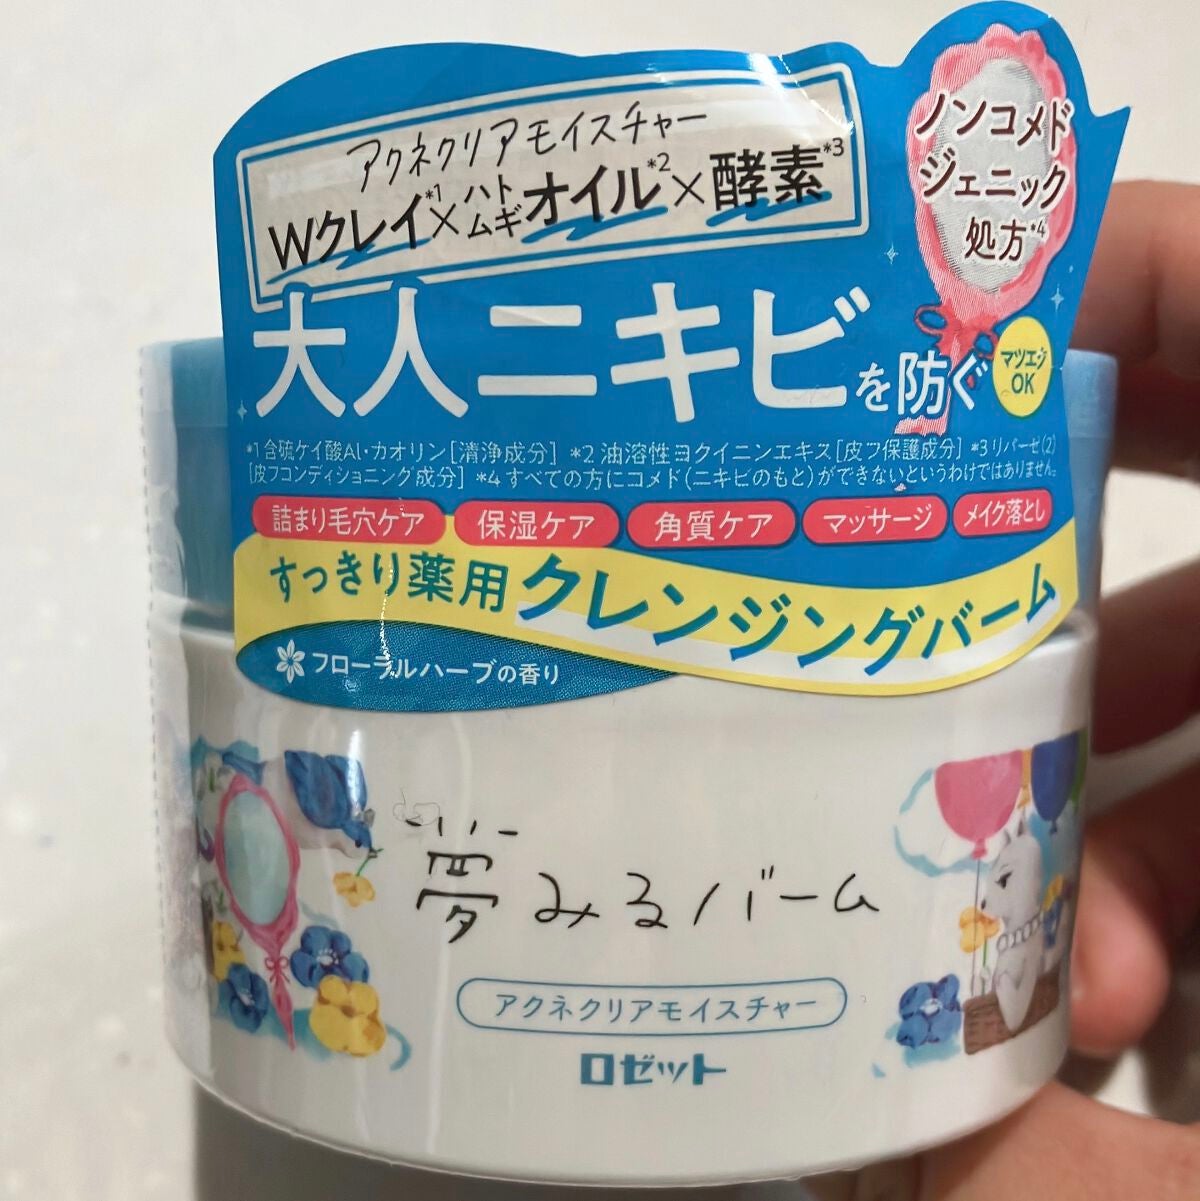 アクネクリアモイスチャー
Wクレイ*1×ハトムギオイル*2×酵素*3
ノンコメド
ジェニック
処方*4
大人ニキビを防ぐ
マツエク
OK
*1 含硫ケイ酸Al・カオリン[清浄成分] *2 油溶性ヨクイニンエキス[皮フ保護成分] *3 リパーゼ(2)
[皮フコンディショニング成分] *4 すべての方にコメド(ニキビのもと)ができないというわけではありません。
詰まり毛穴ケア 保湿ケア 角質ケア マッサージ メイク落とし
すっきり薬用クレンジングバーム
フローラルハーブの香り
夢みるバーム
アクネクリアモイスチャー
ロゼット